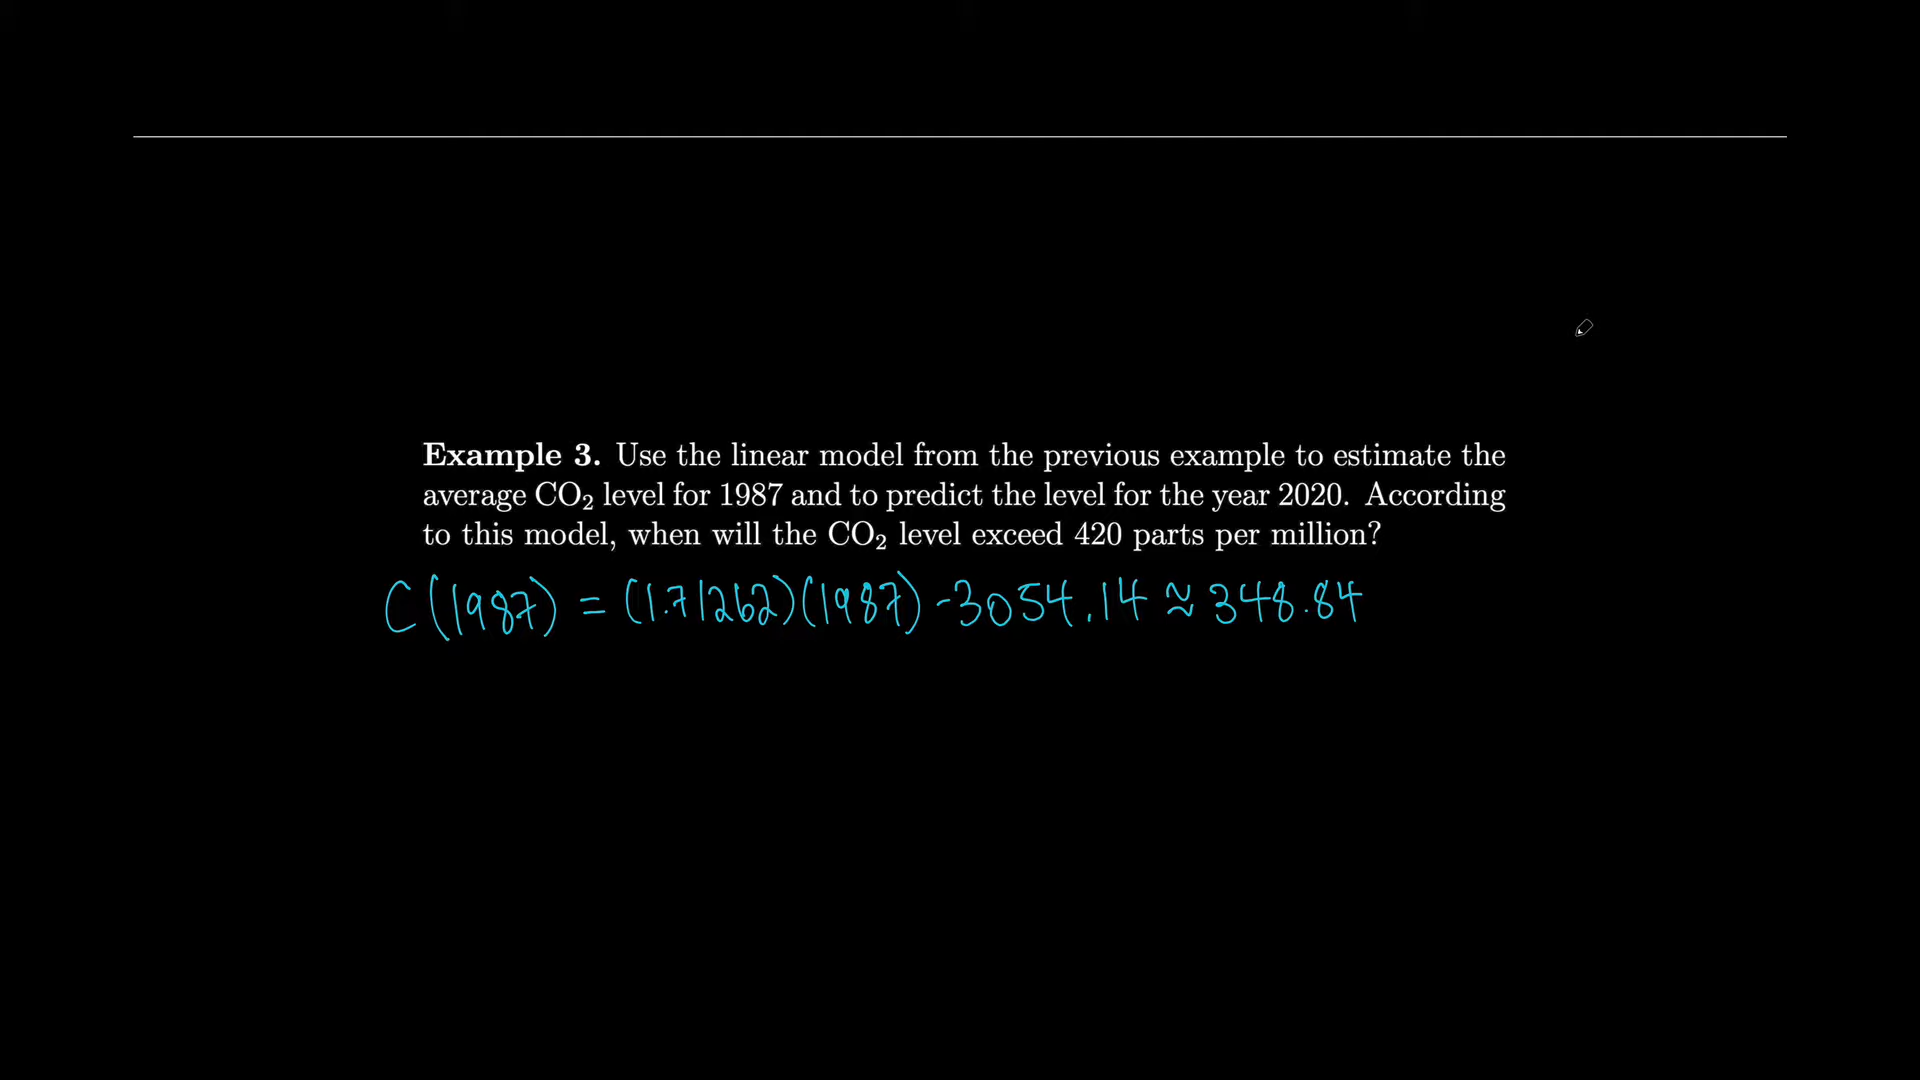 Example 3. Use the linear model from the previous example to estimate the
average CO₂ level for 1987 and to predict the level for the year 2020. According
to this model, when will the CO₂ level exceed 420 parts per million?
C(1987) = (1.71262)(1987) - 3054.14 ≈ 348.84